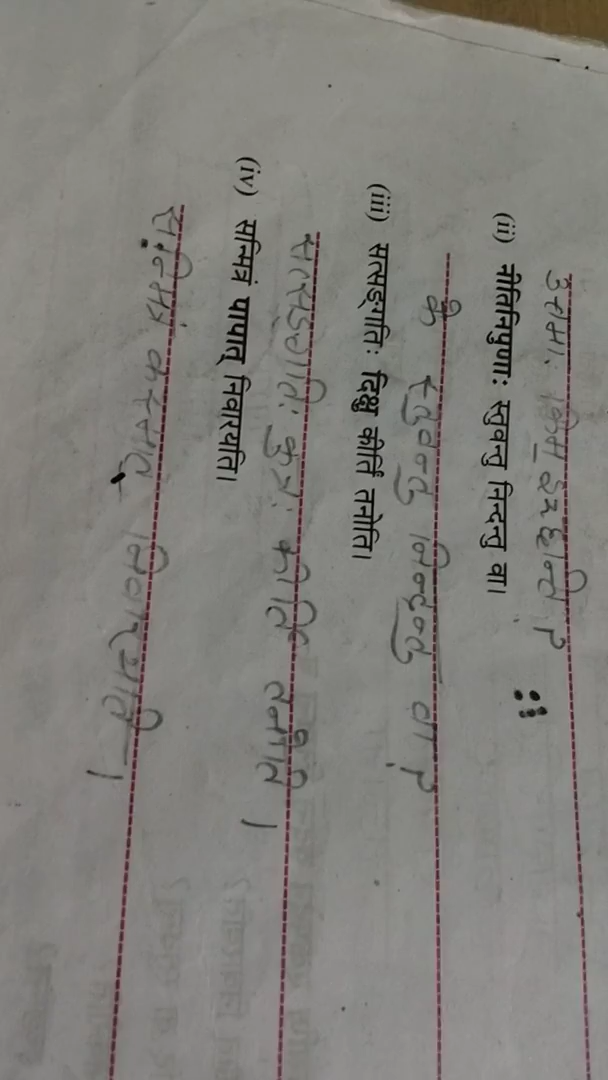 उत्तमाः किम् इच्छन्ति ?
(ii) नीतिनिपुणाः स्तुवन्तु निन्दन्तु वा।
के स्तुवन्तु निन्दन्तु वा ?
(iii) सत्सङ्गतिः दिक्षु कीर्तिं तनोति।
सत्सङ्गतिः कुत्रः कीर्ति तनोति ।
(iv) सन्मित्रं पापात् निवारयति।
सन्मित्रं कस्मात् निवारयति ।